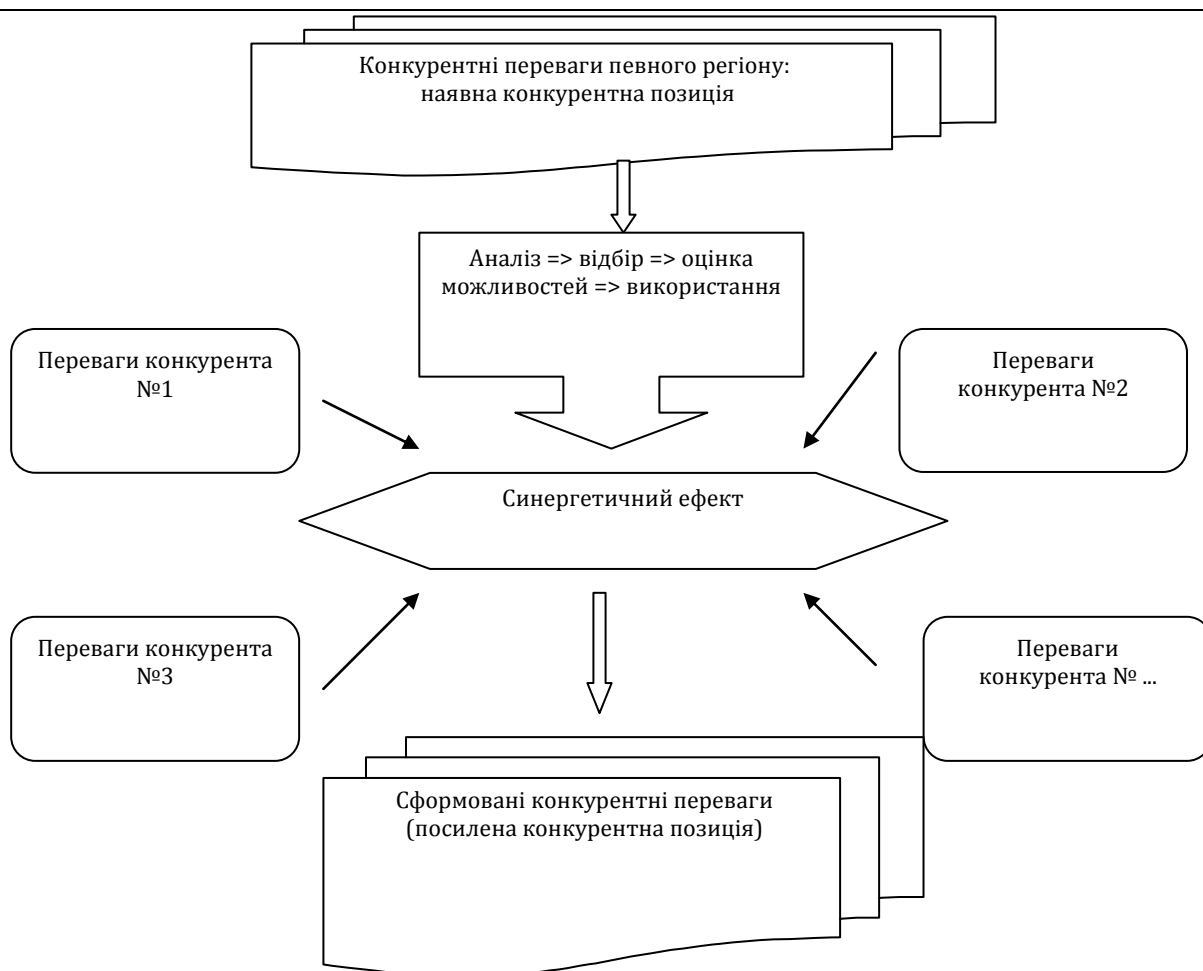 Конкурентні переваги певного регіону:
наявна конкурентна позиція
Аналіз => відбір => оцінка
можливостей => використання
Переваги конкурента
№1
Переваги
конкурента №2
Синергетичний ефект
Переваги конкурента
№3
Переваги
конкурента № ...
Сформовані конкурентні переваги
(посилена конкурентна позиція)